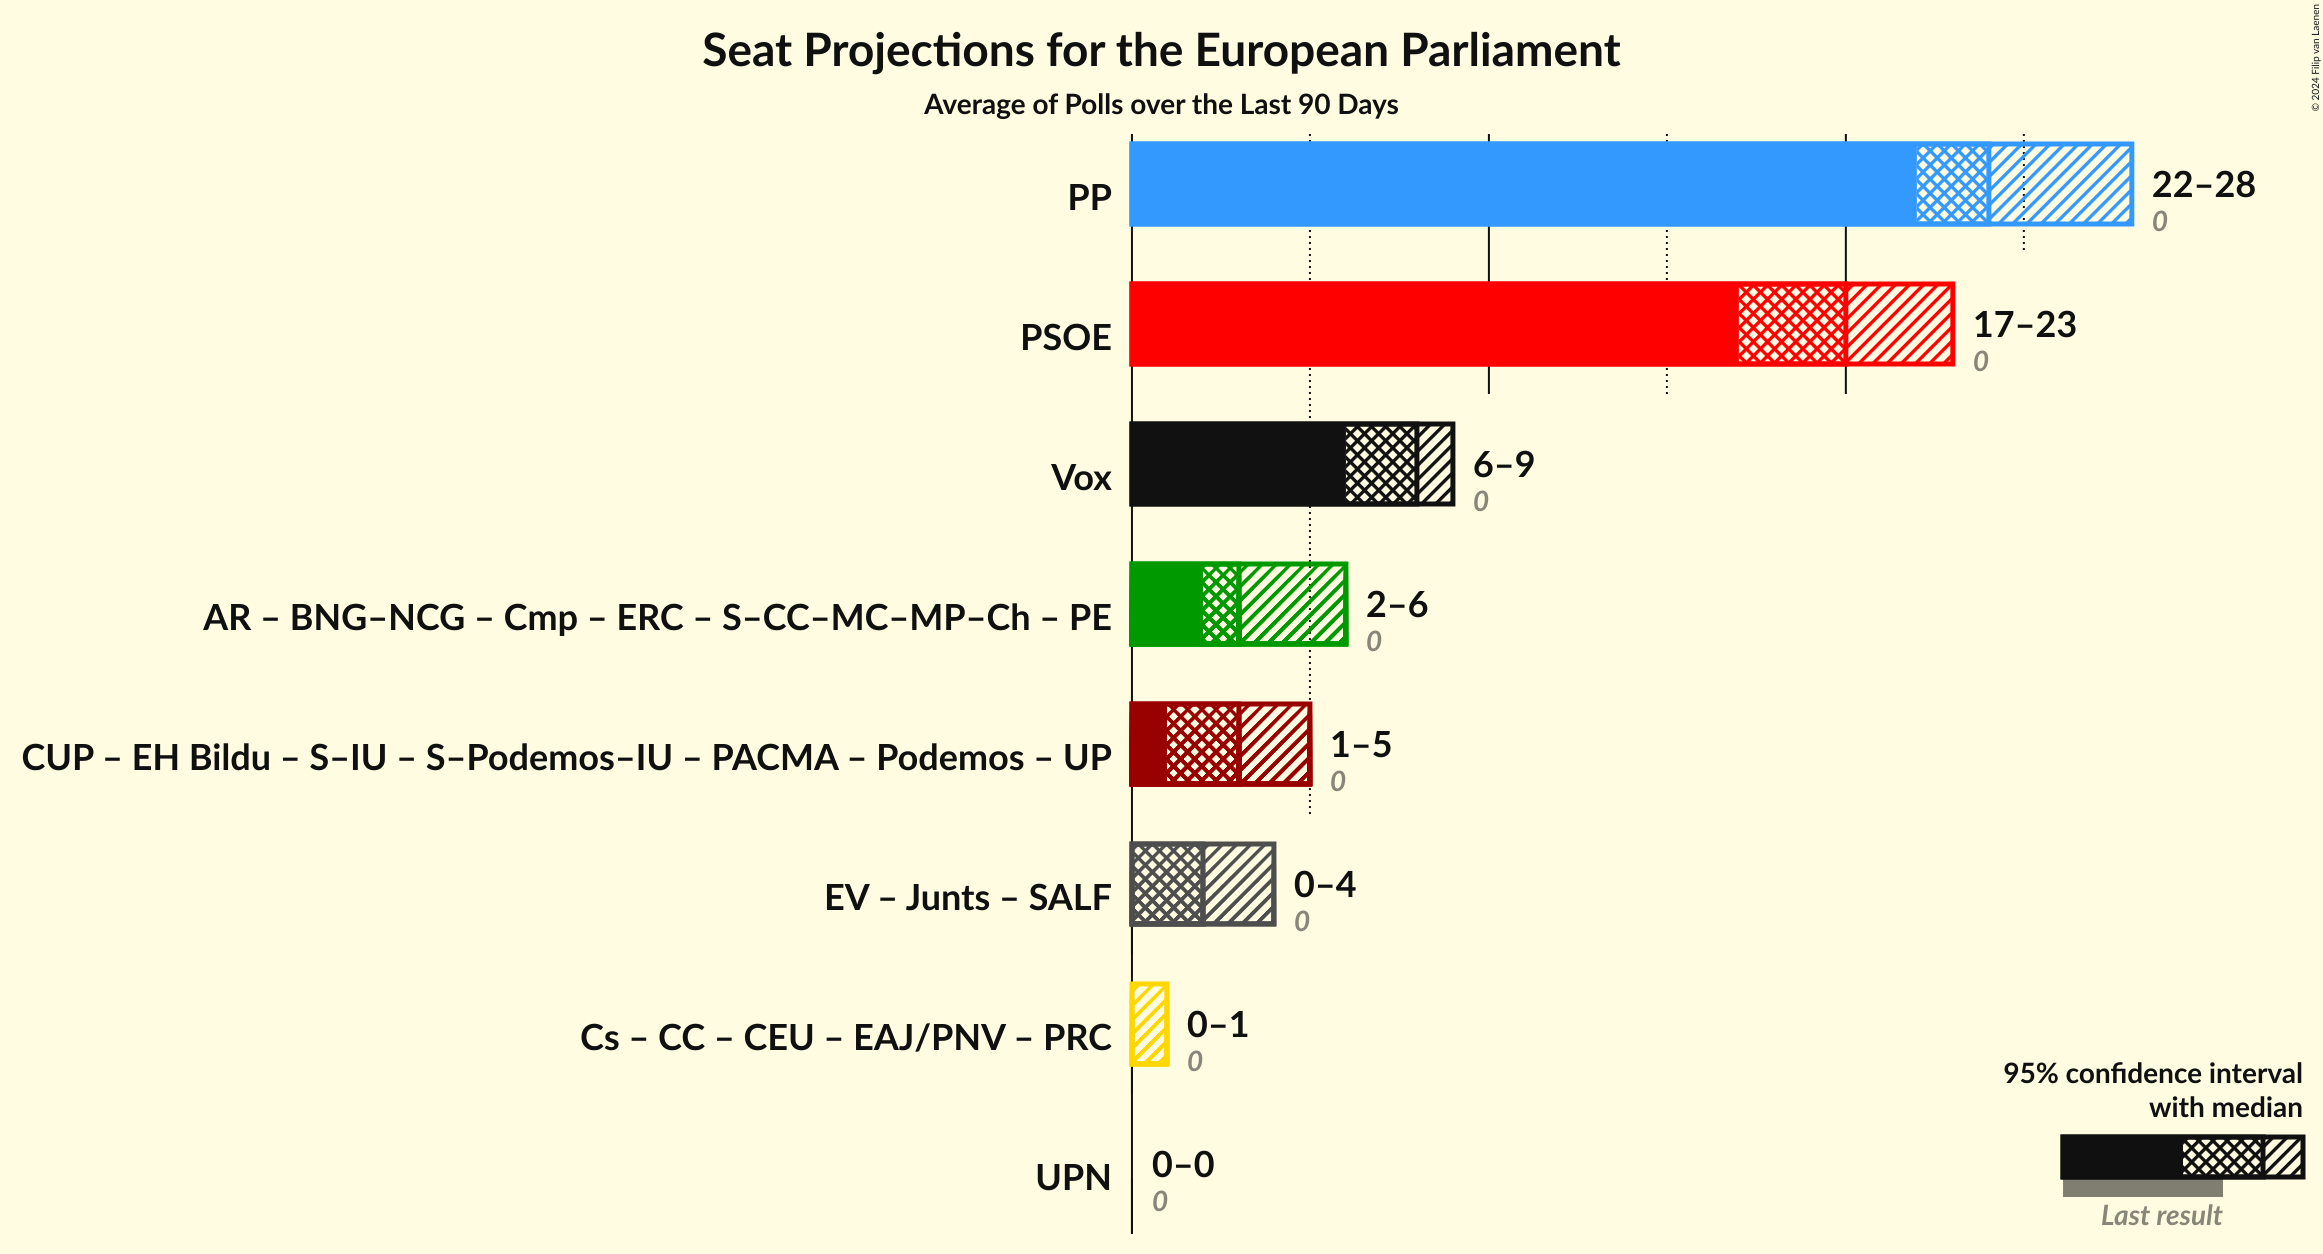 Seat Projections for the European Parliament
Average of Polls over the Last 90 Days
© 2024 Filip van Laenen
PP
22–28
0
PSOE
17–23
0
Vox
6–9
0
AR – BNG–NCG – Cmp – ERC – S–CC–MC–MP–Ch – PE
2–6
0
CUP – EH Bildu – S–IU – S–Podemos–IU – PACMA – Podemos – UP
1–5
0
EV – Junts – SALF
0–4
0
Cs – CC – CEU – EAJ/PNV – PRC
0–1
0
UPN
0–0
0
95% confidence interval
with median
Last result